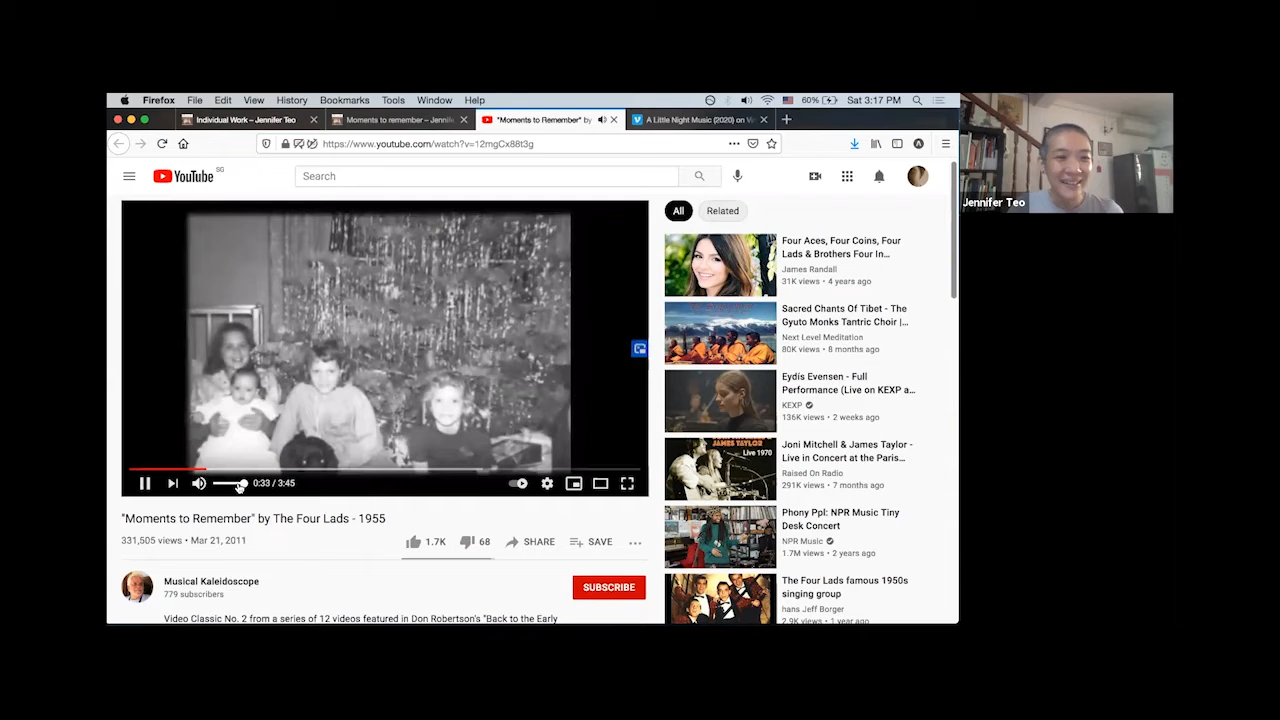 Firefox File Edit View History Bookmarks Tools Window Help 60% Sat 3:17 PM
Individual Work – Jennifer Teo
Moments to remember – Jennife
"Moments to Remember" by
A Little Night Music (2020) on Vi
https://www.youtube.com/watch?v=12mgCx88t3g
YouTube SG
Search
All Related
Jennifer Teo
Four Aces, Four Coins, Four
Lads & Brothers Four In...
James Randall
31K views • 4 years ago
Sacred Chants Of Tibet - The
Gyuto Monks Tantric Choir |...
Next Level Meditation
80K views • 8 months ago
Eydís Evensen - Full
Performance (Live on KEXP a...
KEXP
136K views • 2 weeks ago
JAMES TAYLOR
Live 1970
Joni Mitchell & James Taylor -
Live in Concert at the Paris...
Raised On Radio
291K views • 7 months ago
Phony Ppl: NPR Music Tiny
Desk Concert
NPR Music
1.7M views • 2 years ago
The Four Lads famous 1950s
singing group
hans Jeff Borger
2.9K views • 1 year ago
0:33 / 3:45
"Moments to Remember" by The Four Lads - 1955
331,505 views • Mar 21, 2011
1.7K 68 SHARE SAVE
Musical Kaleidoscope
779 subscribers
SUBSCRIBE
Video Classic No. 2 from a series of 12 videos featured in Don Robertson's "Back to the Early